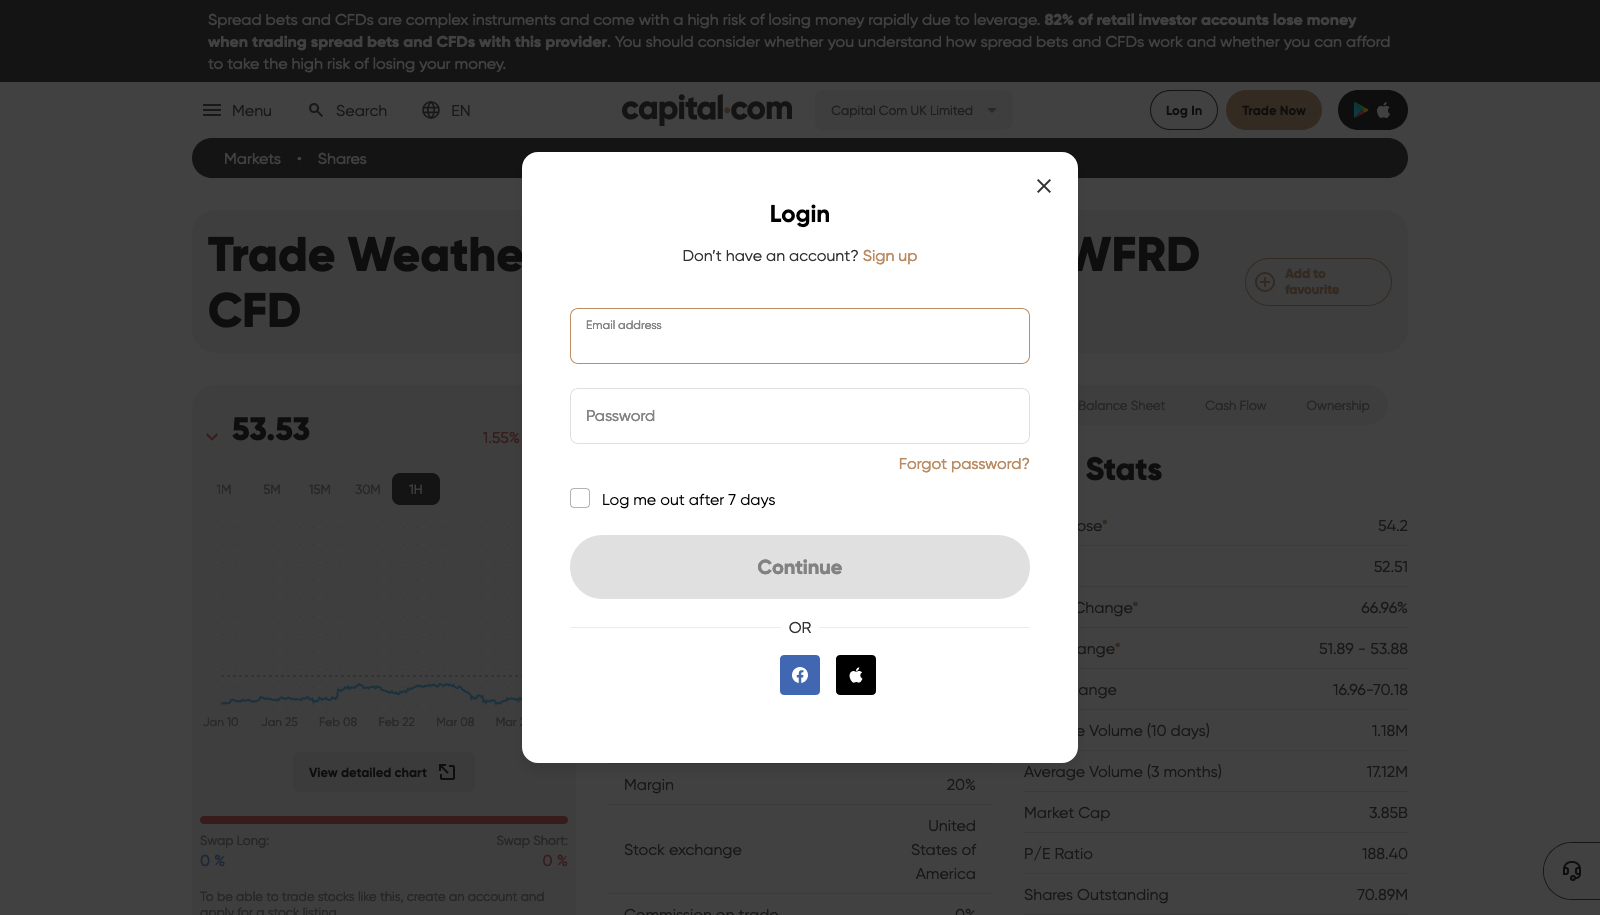 Spread bets and CFDs are complex instruments and come with a high risk of losing money rapidly due to leverage. 82% of retail investor accounts lose money
when trading spread bets and CFDs with this provider. You should consider whether you understand how spread bets and CFDs work and whether you can afford
to take the high risk of losing your money.
Menu Search EN capital.com Capital Com UK Limited Log In Trade Now
Markets • Shares
Login
Don't have an account? Sign up
Email address
Password
Forgot password?
Log me out after 7 days
Continue
OR
Trade Weathe
WFRD
CFD
Add to
favourite
53.53 1.55%
1M 5M 15M 30M 1H
Jan 10 Jan 25 Feb 08 Feb 22 Mar 08 Mar
View detailed chart
Swap Long: Swap Short:
0 % 0 %
To be able to trade stocks like this, create an account and
apply for a stock listing
Margin 20%
Stock exchange United
States of
America
Commission on trade 0%
Balance Sheet Cash Flow Ownership
Stats
ose* 54.2
52.51
Change* 66.96%
ange* 51.89 - 53.88
ange 16.96-70.18
e Volume (10 days) 1.18M
Average Volume (3 months) 17.12M
Market Cap 3.85B
P/E Ratio 188.40
Shares Outstanding 70.89M